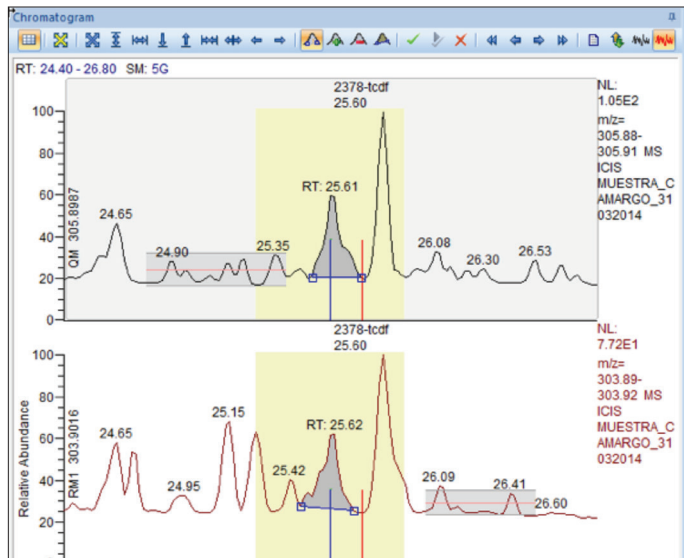 Chromatogram
RT: 24.40 - 26.80 SM: 5G
2378-tcdf
25.60
NL:
1.05E2
m/z=
305.88-
305.91 MS
ICIS
MUESTRA_C
AMARGO_31
032014
100
80
60
40
20
0
QM 305.8987
24.65
24.90
25.35
RT: 25.61
26.08
26.30
26.53
2378-tcdf
25.60
NL:
7.72E1
m/z=
303.89-
303.92 MS
ICIS
MUESTRA_C
AMARGO_31
032014
100
80
60
40
20
Relative Abundance
RM1 303.9016
24.65
24.95
25.15
25.42
RT: 25.62
26.09
26.41
26.60